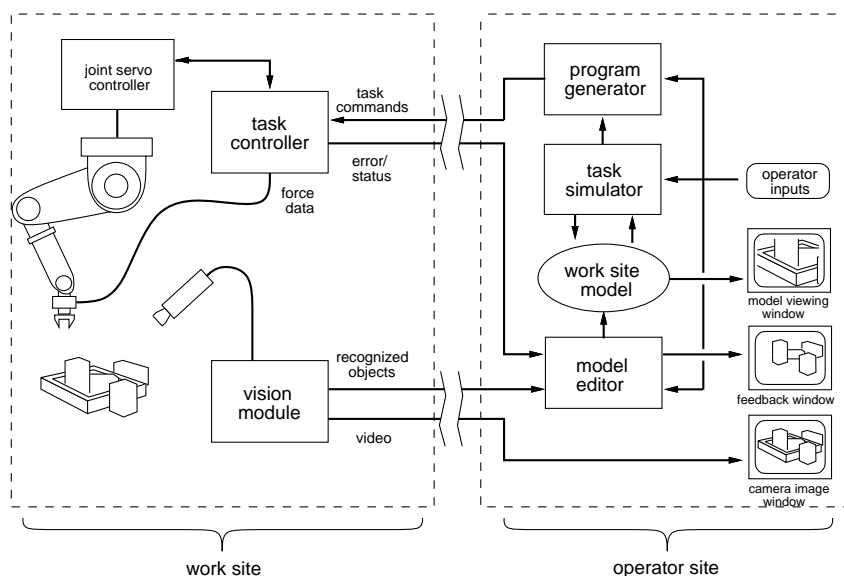 joint servo
controller
task
controller
task
commands
error/
status
force
data
vision
module
recognized
objects
video
work site
program
generator
task
simulator
operator
inputs
work site
model
model viewing
window
model
editor
feedback window
camera image
window
operator site